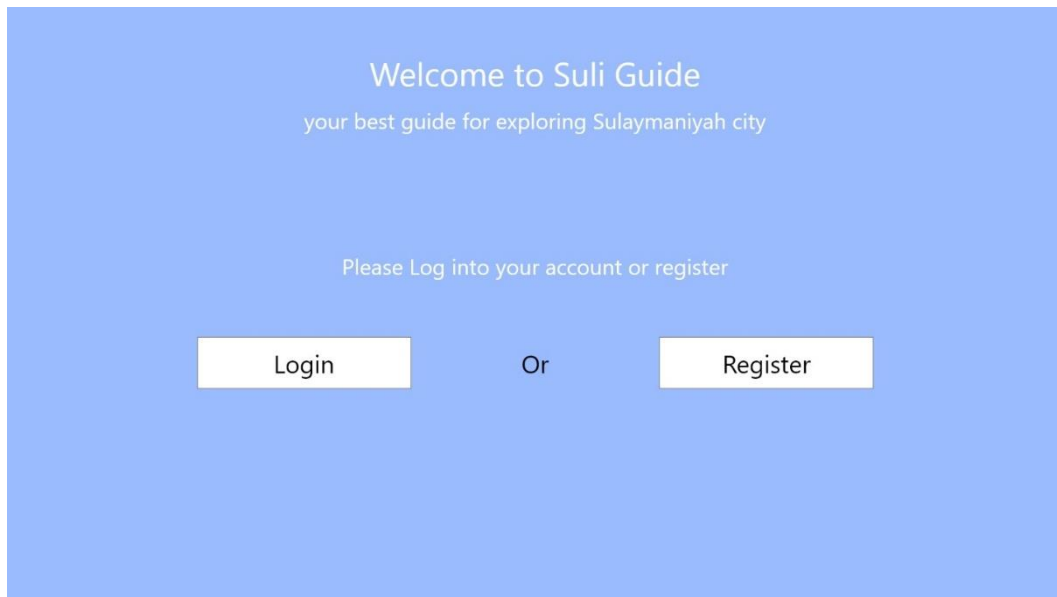 Welcome to Suli Guide
your best guide for exploring Sulaymaniyah city
Please Log into your account or register
Login Or Register